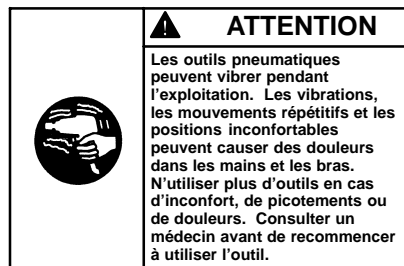 ATTENTION
Les outils pneumatiques
peuvent vibrer pendant
l'exploitation. Les vibrations,
les mouvements répétitifs et les
positions inconfortables
peuvent causer des douleurs
dans les mains et les bras.
N'utiliser plus d'outils en cas
d'inconfort, de picotements ou
de douleurs. Consulter un
médecin avant de recommencer
à utiliser l'outil.